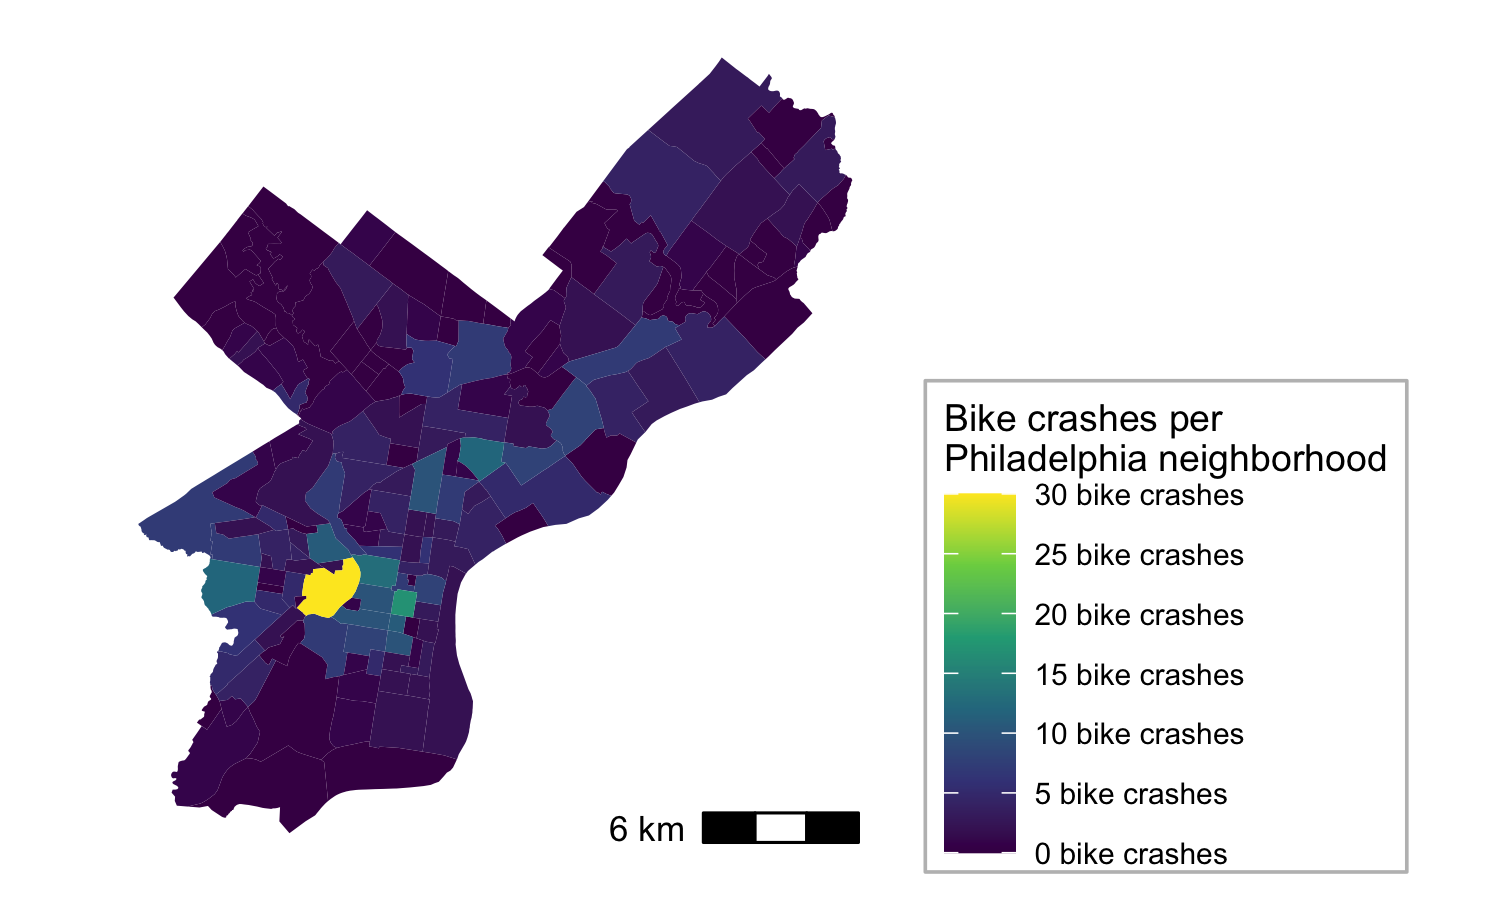 Bike crashes per
Philadelphia neighborhood
30 bike crashes
25 bike crashes
20 bike crashes
15 bike crashes
10 bike crashes
5 bike crashes
0 bike crashes
6 km